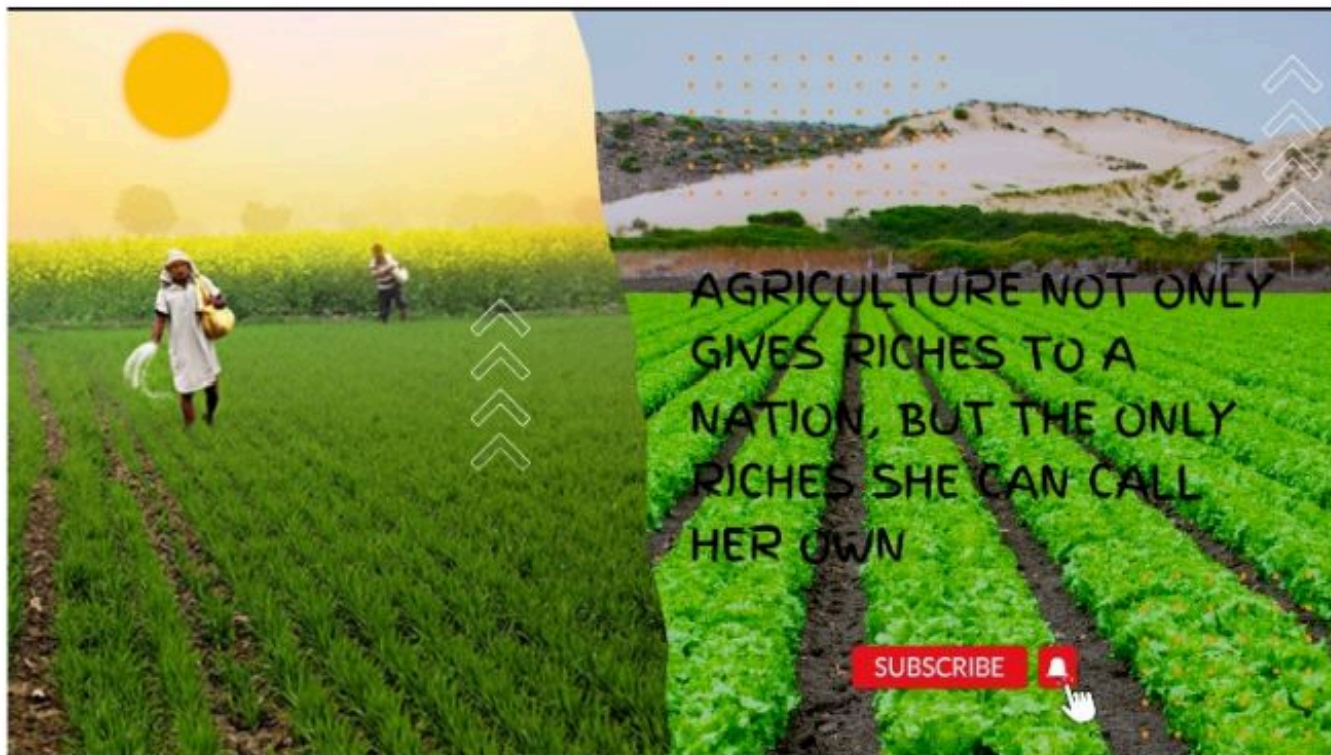 AGRICULTURE NOT ONLY
GIVES RICHES TO A
NATION, BUT THE ONLY
RICHES SHE CAN CALL
HER OWN
SUBSCRIBE